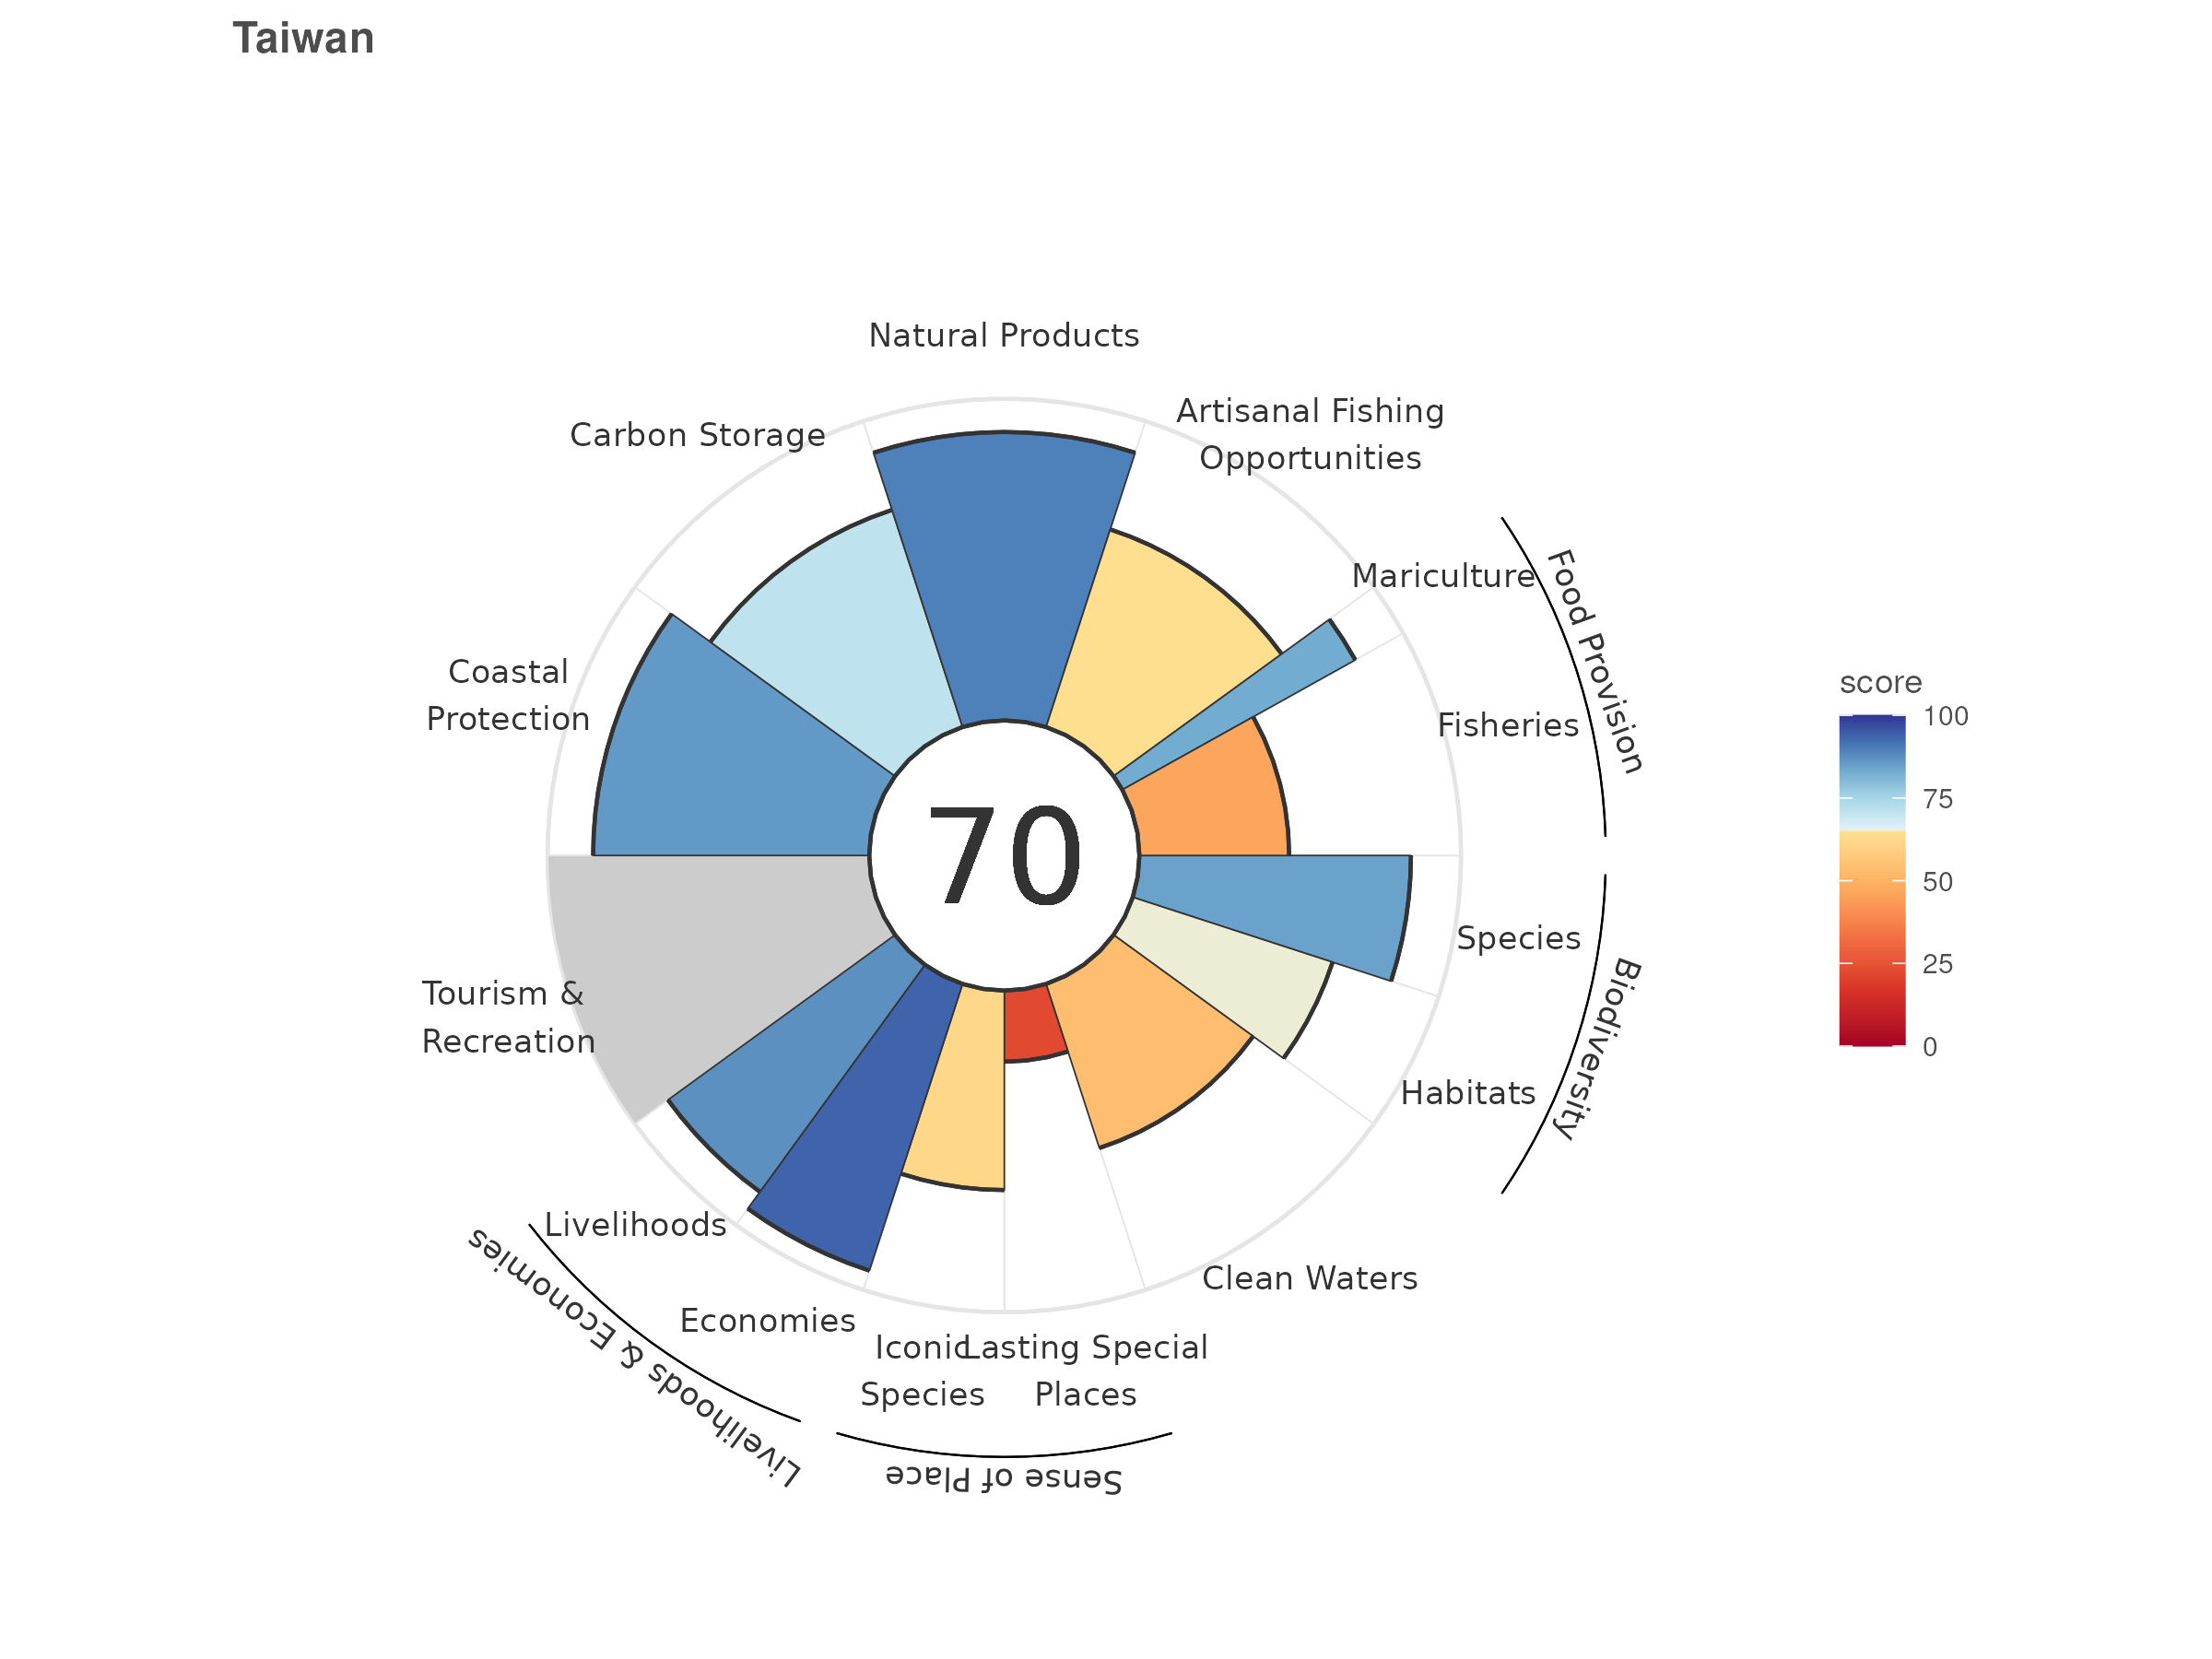 Taiwan
Natural Products
Artisanal Fishing
Opportunities
Carbon Storage
Mariculture
Food Provision
Coastal
Protection
Fisheries
70
score
100
75
50
25
0
Species
Biodiversity
Tourism &
Recreation
Habitats
Livelihoods
Livelihoods & Economies
Clean Waters
Economies
Iconic
Species
Lasting Special
Places
Sense of Place